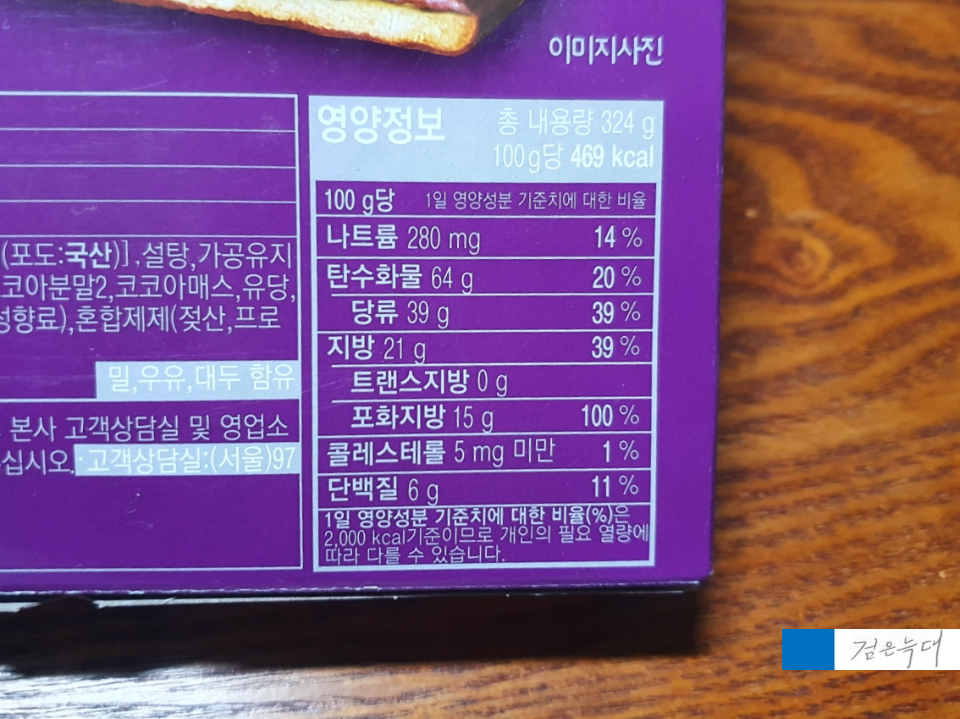 이미지사진
영양정보 총 내용량 324 g
100g당 469 kcal
100 g당 1일 영양성분 기준치에 대한 비율
나트륨 280 mg 14 %
탄수화물 64 g 20 %
당류 39 g 39 %
지방 21 g 39 %
트랜스지방 0 g
포화지방 15 g 100 %
콜레스테롤 5 mg 미만 1 %
단백질 6 g 11 %
1일 영양성분 기준치에 대한 비율(%)은
2,000 kcal기준이므로 개인의 필요 열량에
따라 다를 수 있습니다.
(포도:국산)],설탕,가공유지
코아분말2,코코아매스,유당,
성향료),혼합제제(젖산,프로
밀,우유,대두 함유
본사 고객상담실 및 영업소
십시오.·고객상담실:(서울)97
검은늑대